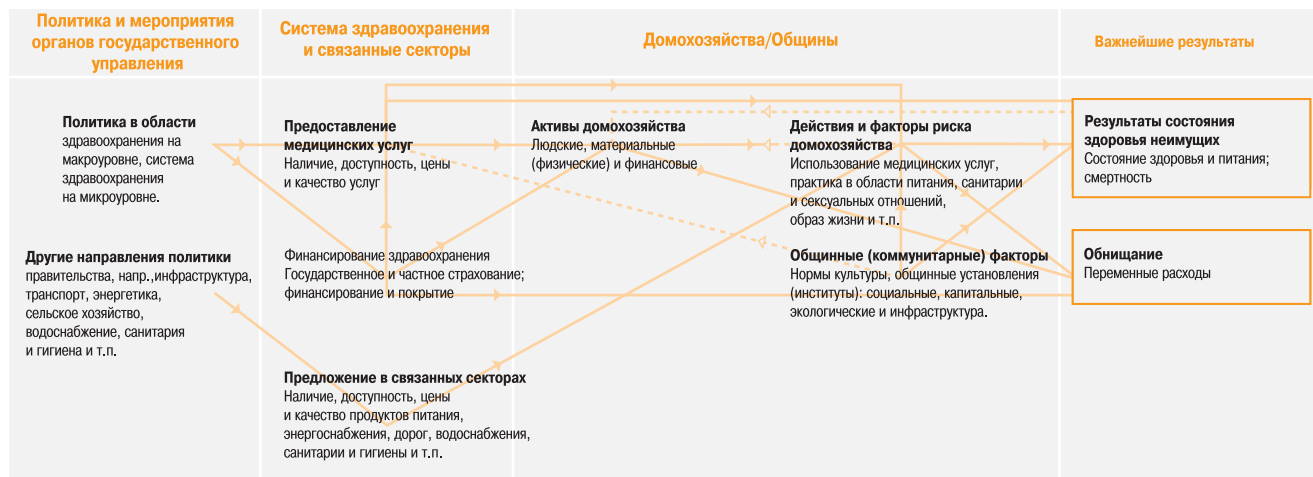 Политика и мероприятия
органов государственного
управления
Система здравоохранения
и связанные секторы
Домохозяйства/Общины
Важнейшие результаты
Политика в области
здравоохранения на
макроуровне, система
здравоохранения
на микроуровне.
Другие направления политики
правительства, напр.,инфраструктура,
транспорт, энергетика,
сельское хозяйство,
водоснабжение, санитария
и гигиена и т.п.
Предоставление
медицинских услуг
Наличие, доступность, цены
и качество услуг
Финансирование здравоохранения
Государственное и частное страхование;
финансирование и покрытие
Предложение в связанных секторах
Наличие, доступность, цены
и качество продуктов питания,
энергоснабжения, дорог, водоснабжения,
санитарии и гигиены и т.п.
Активы домохозяйства
Людские, материальные
(физические) и финансовые
Действия и факторы риска
домохозяйства
Использование медицинских услуг,
практика в области питания, санитарии
и сексуальных отношений,
образ жизни и т.п.
Общинные (коммунитарные) факторы
Нормы культуры, общинные установления
(институты): социальные, капитальные,
экологические и инфраструктура.
Результаты состояния
здоровья неимущих
Состояние здоровья и питания;
смертность
Обнищание
Переменные расходы